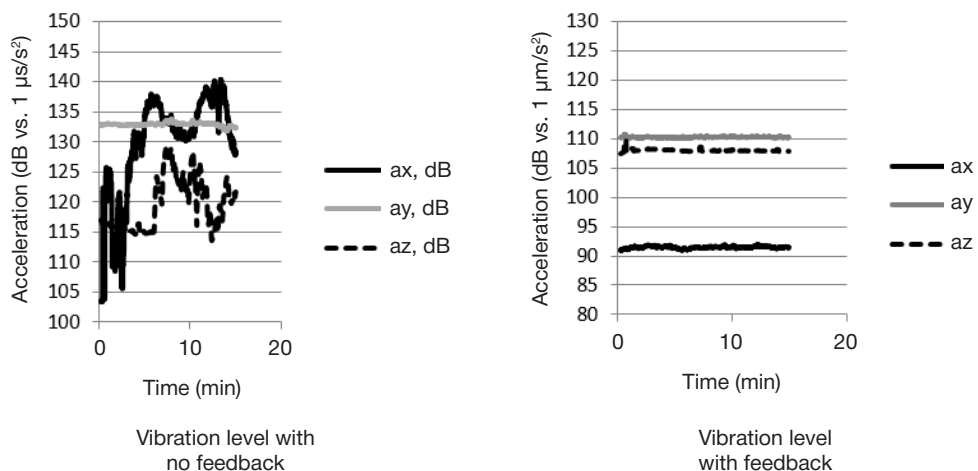 Acceleration (dB vs. 1 μs/s²)
150
145
140
135
130
125
120
115
110
105
100
0
10
20
Time (min)
ax, dB
ay, dB
az, dB
Vibration level with
no feedback
Acceleration (dB vs. 1 μm/s²)
130
125
120
115
110
105
100
95
90
85
80
0
10
20
Time (min)
ax
ay
az
Vibration level
with feedback